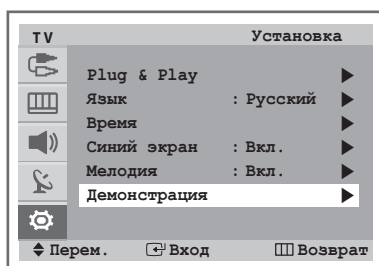 TV Установка
Plug & Play
Язык : Русский
Время
Синий экран : Вкл.
Мелодия : Вкл.
Демонстрация
Перем. Вход Возврат